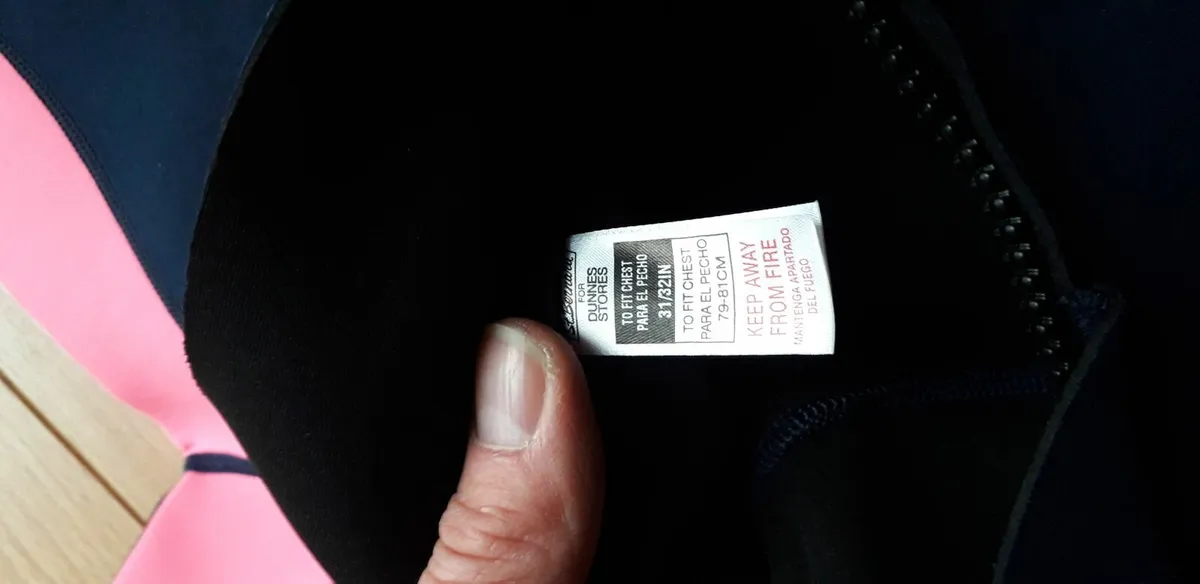 FOR
DUNNES
STORES
TO FIT CHEST
PARA EL PECHO
31/32IN
TO FIT CHEST
PARA EL PECHO
79-81CM
KEEP AWAY
FROM FIRE
MANTENGA APARTADO
DEL FUEGO